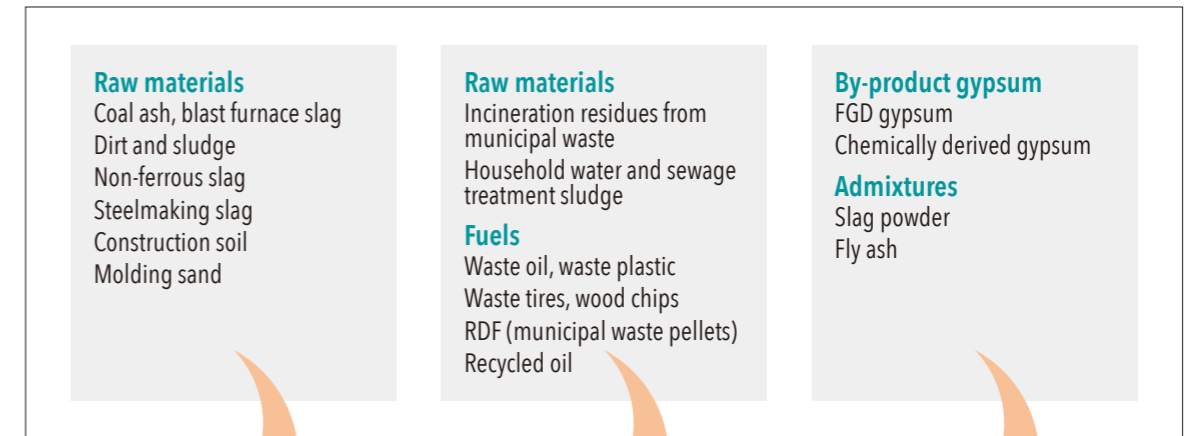 Raw materials
Coal ash, blast furnace slag
Dirt and sludge
Non-ferrous slag
Steelmaking slag
Construction soil
Molding sand
Raw materials
Incineration residues from
municipal waste
Household water and sewage
treatment sludge
Fuels
Waste oil, waste plastic
Waste tires, wood chips
RDF (municipal waste pellets)
Recycled oil
By-product gypsum
FGD gypsum
Chemically derived gypsum
Admixtures
Slag powder
Fly ash